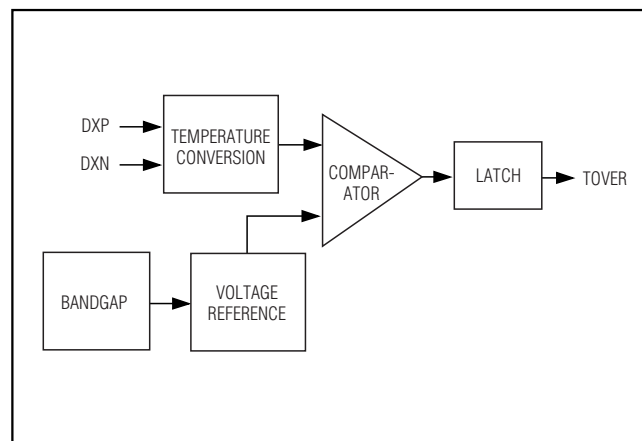 DXP
DXN
TEMPERATURE
CONVERSION
COMPAR-
ATOR
LATCH
TOVER
BANDGAP
VOLTAGE
REFERENCE